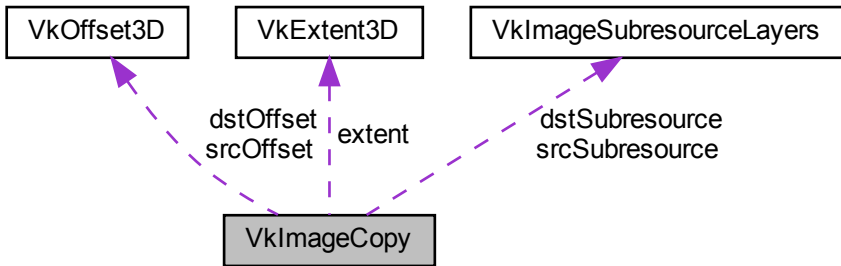 VkOffset3D
VkExtent3D
VkImageSubresourceLayers
dstOffset
srcOffset
extent
dstSubresource
srcSubresource
VkImageCopy